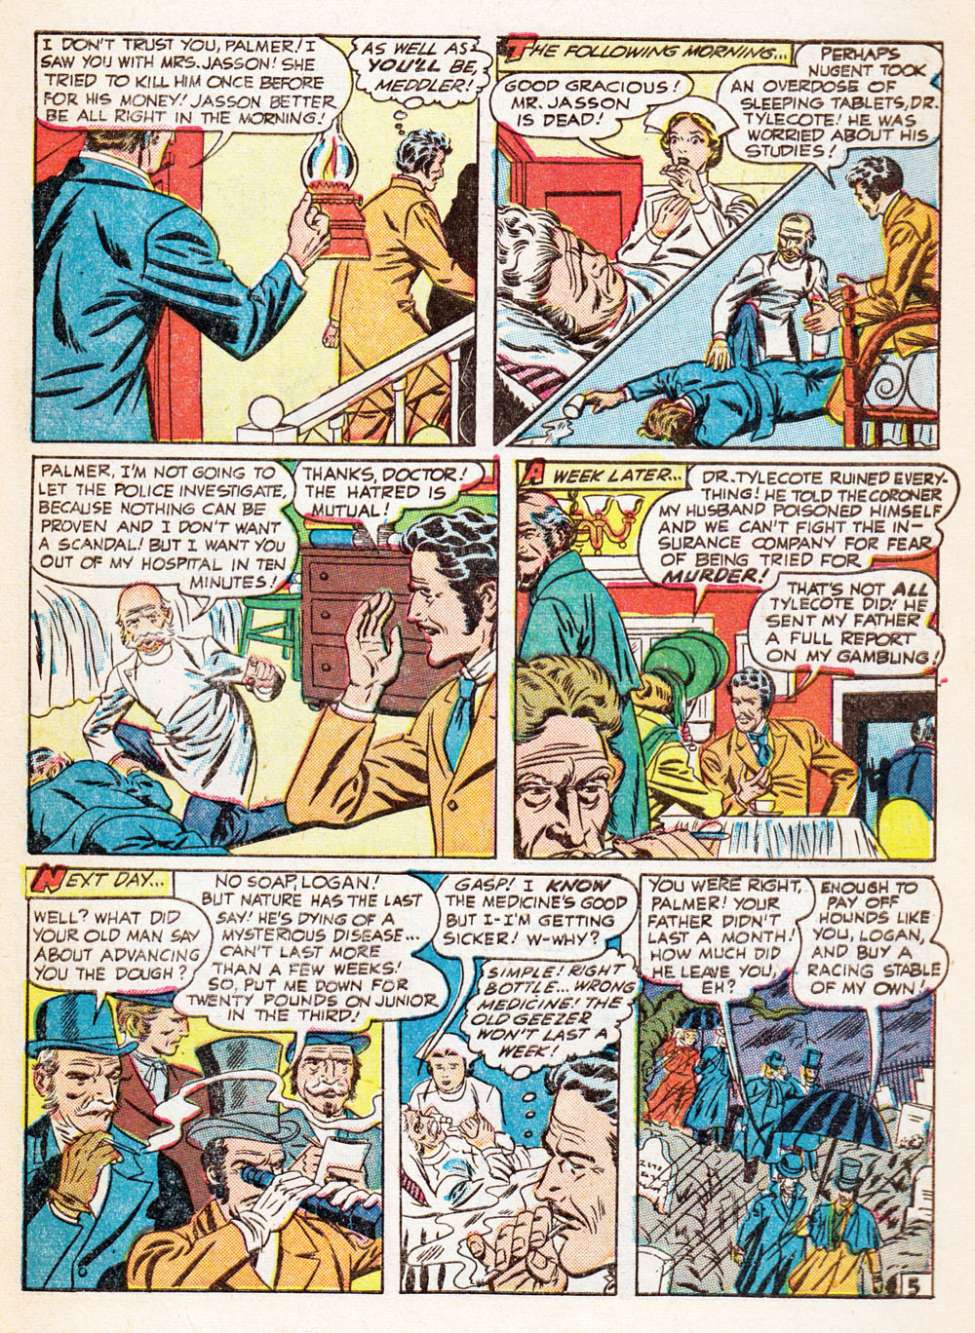 I DON'T TRUST YOU, PALMER! I
SAW YOU WITH MRS. JASSON! SHE
TRIED TO KILL HIM ONCE BEFORE
FOR HIS MONEY! JASSON BETTER
BE ALL RIGHT IN THE MORNING!
AS WELL AS
YOU'LL BE,
MEDDLER!
THE FOLLOWING MORNING...
GOOD GRACIOUS!
MR. JASSON
IS DEAD!
PERHAPS
NUGENT TOOK
AN OVERDOSE OF
SLEEPING TABLETS, DR.
TYLECOTE! HE WAS
WORRIED ABOUT HIS
STUDIES!
PALMER, I'M NOT GOING TO
LET THE POLICE INVESTIGATE,
BECAUSE NOTHING CAN BE
PROVEN AND I DON'T WANT
A SCANDAL! BUT I WANT YOU
OUT OF MY HOSPITAL IN TEN
MINUTES!
THANKS, DOCTOR!
THE HATRED IS
MUTUAL!
A WEEK LATER...
DR. TYLECOTE RUINED EVERY-
THING! HE TOLD THE CORONER
MY HUSBAND POISONED HIMSELF
AND WE CAN'T FIGHT THE IN-
SURANCE COMPANY FOR FEAR
OF BEING TRIED FOR
MURDER!
THAT'S NOT ALL
TYLECOTE DID! HE
SENT MY FATHER
A FULL REPORT
ON MY GAMBLING!
NEXT DAY...
WELL? WHAT DID
YOUR OLD MAN SAY
ABOUT ADVANCING
YOU THE DOUGH?
NO SOAP, LOGAN!
BUT NATURE HAS THE LAST
SAY! HE'S DYING OF A
MYSTERIOUS DISEASE...
CAN'T LAST MORE
THAN A FEW WEEKS!
SO, PUT ME DOWN FOR
TWENTY POUNDS ON JUNIOR
IN THE THIRD!
GASP! I KNOW
THE MEDICINE'S GOOD
BUT I-I'M GETTING
SICKER! W-WHY?
SIMPLE! RIGHT
BOTTLE... WRONG
MEDICINE! THE
OLD GEEZER
WON'T LAST A
WEEK!
YOU WERE RIGHT,
PALMER! YOUR
FATHER DIDN'T
LAST A MONTH!
HOW MUCH DID
HE LEAVE YOU,
EH?
ENOUGH TO
PAY OFF
HOUNDS LIKE
YOU, LOGAN,
AND BUY A
RACING STABLE
OF MY OWN!
5